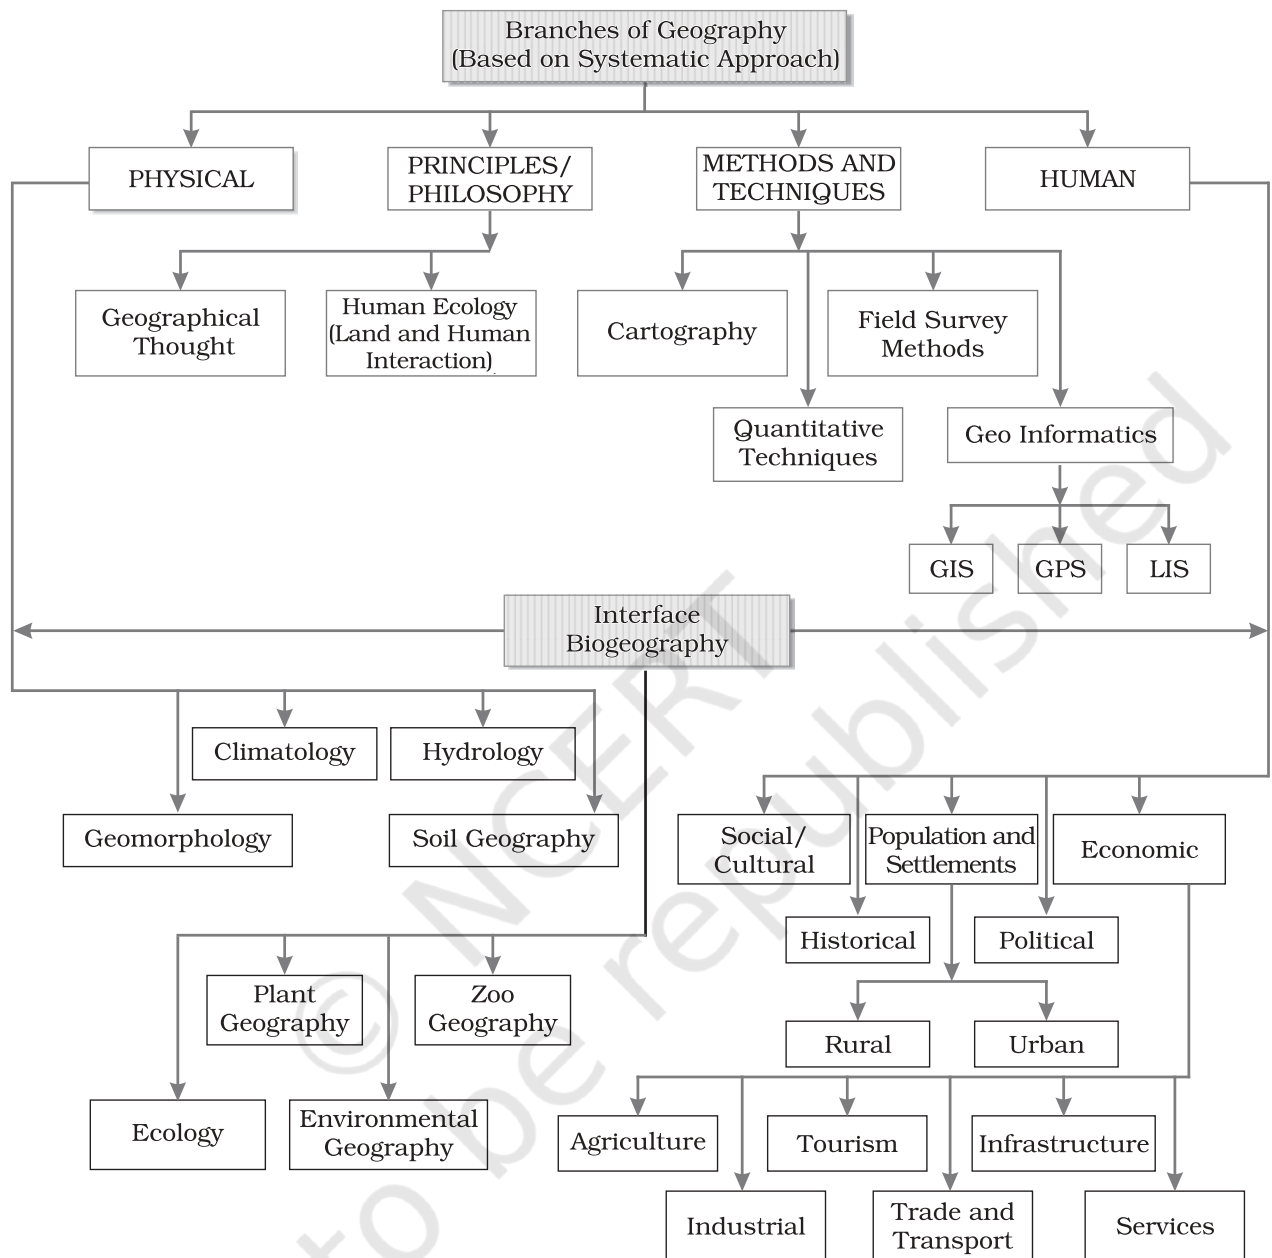 Branches of Geography
(Based on Systematic Approach)
PHYSICAL
PRINCIPLES/
PHILOSOPHY
METHODS AND
TECHNIQUES
HUMAN
Geographical
Thought
Human Ecology
(Land and Human
Interaction)
Cartography
Field Survey
Methods
Quantitative
Techniques
Geo Informatics
GIS
GPS
LIS
Interface
Biogeography
Climatology
Hydrology
Geomorphology
Soil Geography
Social/
Cultural
Population and
Settlements
Economic
Historical
Political
Plant
Geography
Zoo
Geography
Rural
Urban
Ecology
Environmental
Geography
Agriculture
Tourism
Infrastructure
Industrial
Trade and
Transport
Services
© NCERT
to be republished